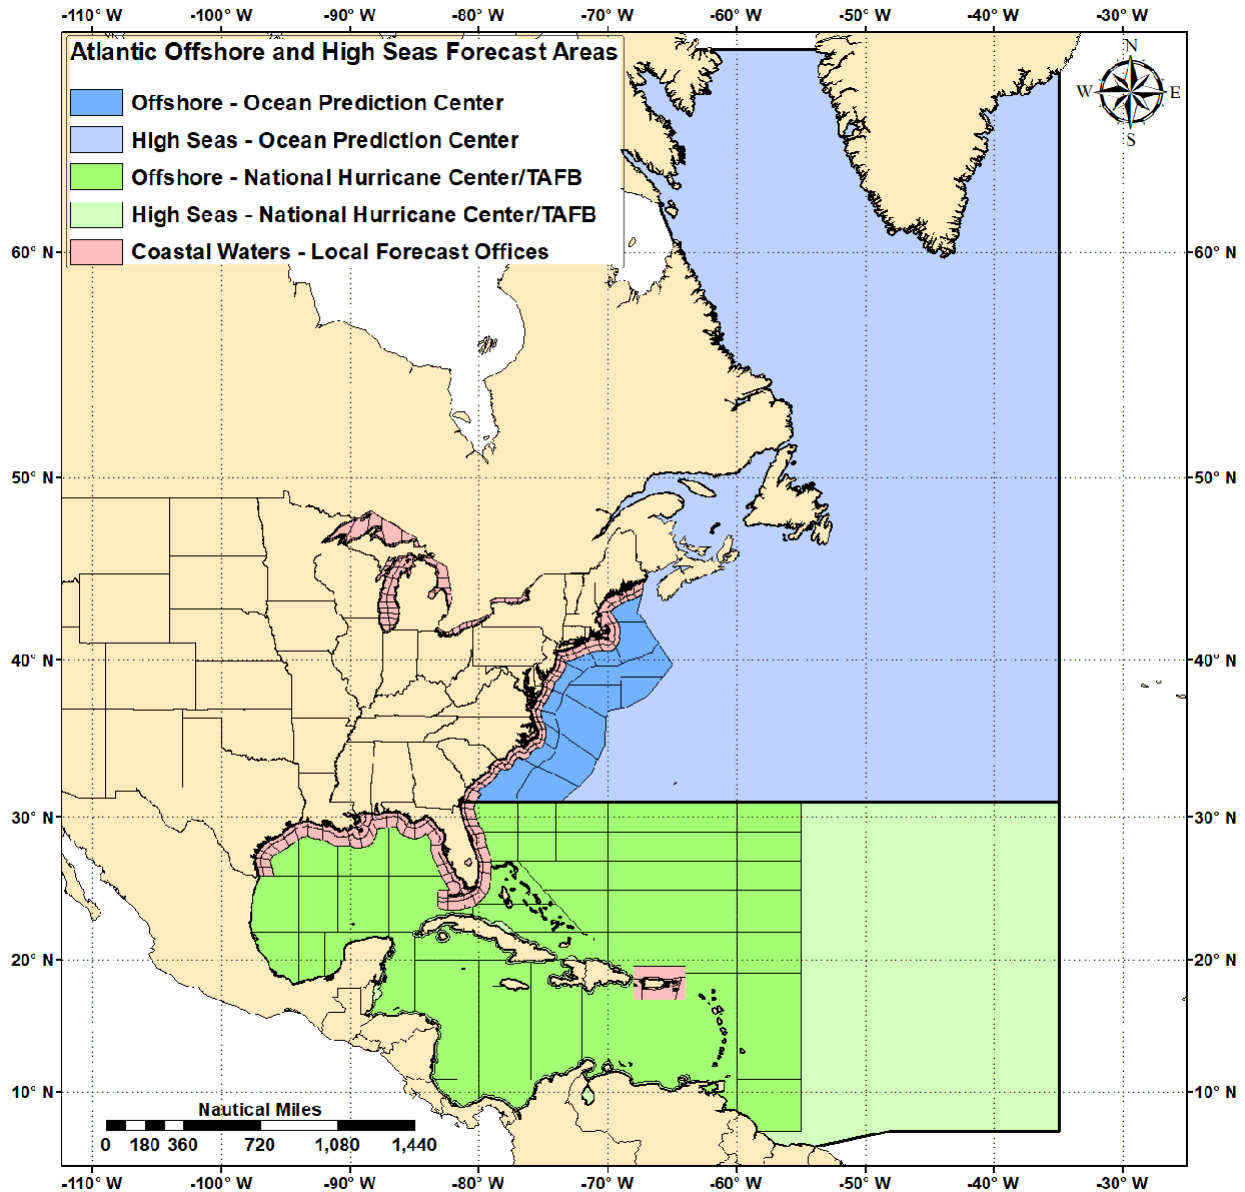 -110° W -100° W -90° W -80° W -70° W -60° W -50° W -40° W -30° W
Atlantic Offshore and High Seas Forecast Areas
Offshore - Ocean Prediction Center
High Seas - Ocean Prediction Center
Offshore - National Hurricane Center/TAFB
High Seas - National Hurricane Center/TAFB
Coastal Waters - Local Forecast Offices
N
W E
S
60° N 60° N
50° N 50° N
40° N 40° N
30° N 30° N
20° N 20° N
10° N 10° N
Nautical Miles
0 180 360 720 1,080 1,440
-110° W -100° W -90° W -80° W -70° W -60° W -50° W -40° W -30° W